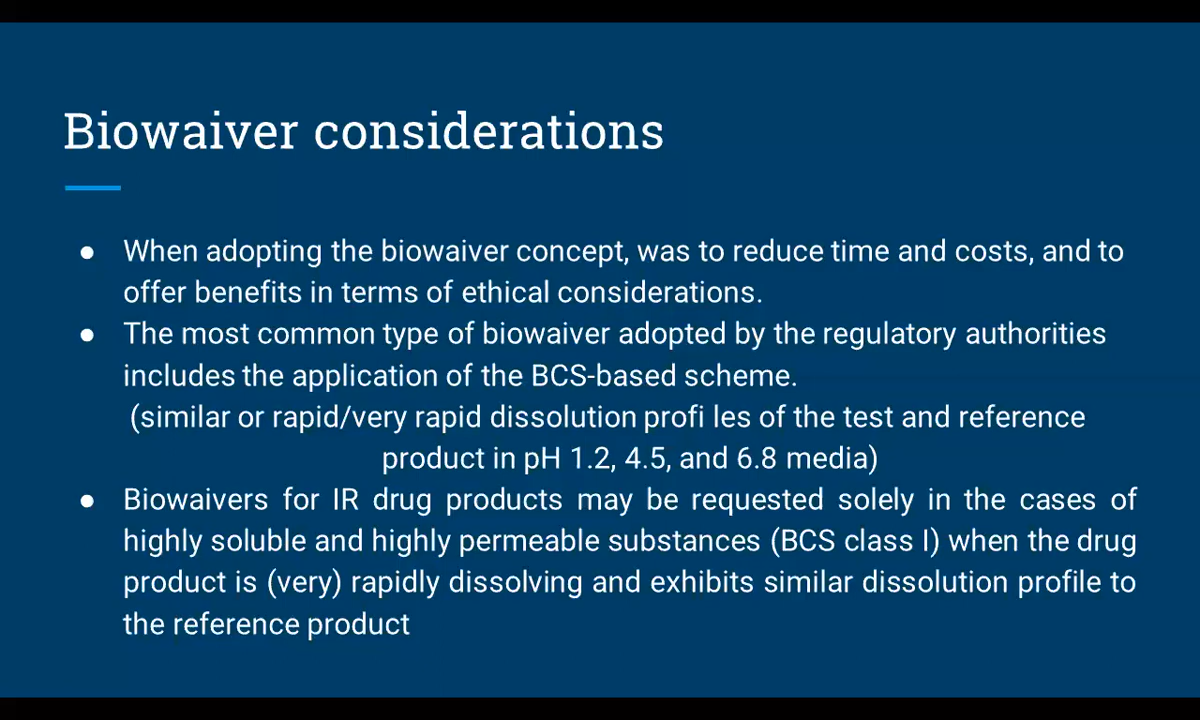 Biowaiver considerations
● When adopting the biowaiver concept, was to reduce time and costs, and to
offer benefits in terms of ethical considerations.
● The most common type of biowaiver adopted by the regulatory authorities
includes the application of the BCS-based scheme.
(similar or rapid/very rapid dissolution profi les of the test and reference
product in pH 1.2, 4.5, and 6.8 media)
● Biowaivers for IR drug products may be requested solely in the cases of
highly soluble and highly permeable substances (BCS class I) when the drug
product is (very) rapidly dissolving and exhibits similar dissolution profile to
the reference product